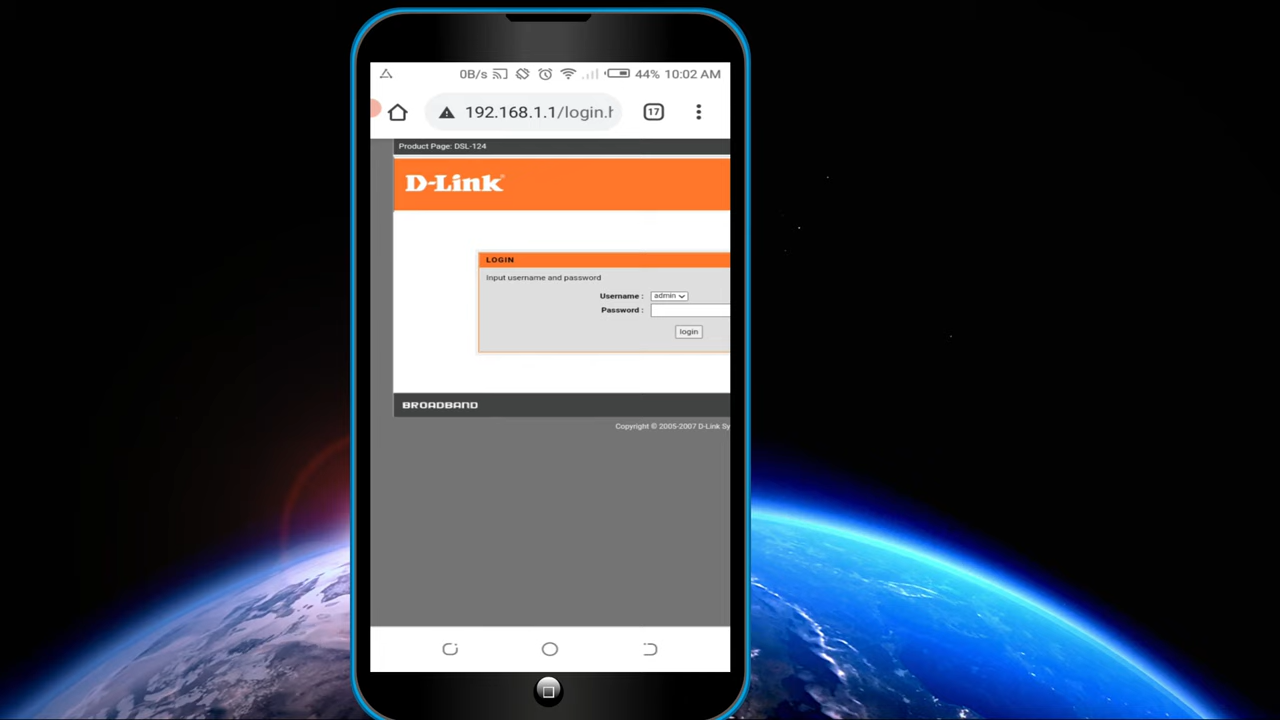 0B/s 44% 10:02 AM
192.168.1.1/login.h
17
Product Page: DSL-124
D-Link
LOGIN
Input username and password
Username : admin
Password :
login
BROADBAND
Copyright © 2005-2007 D-Link Sy